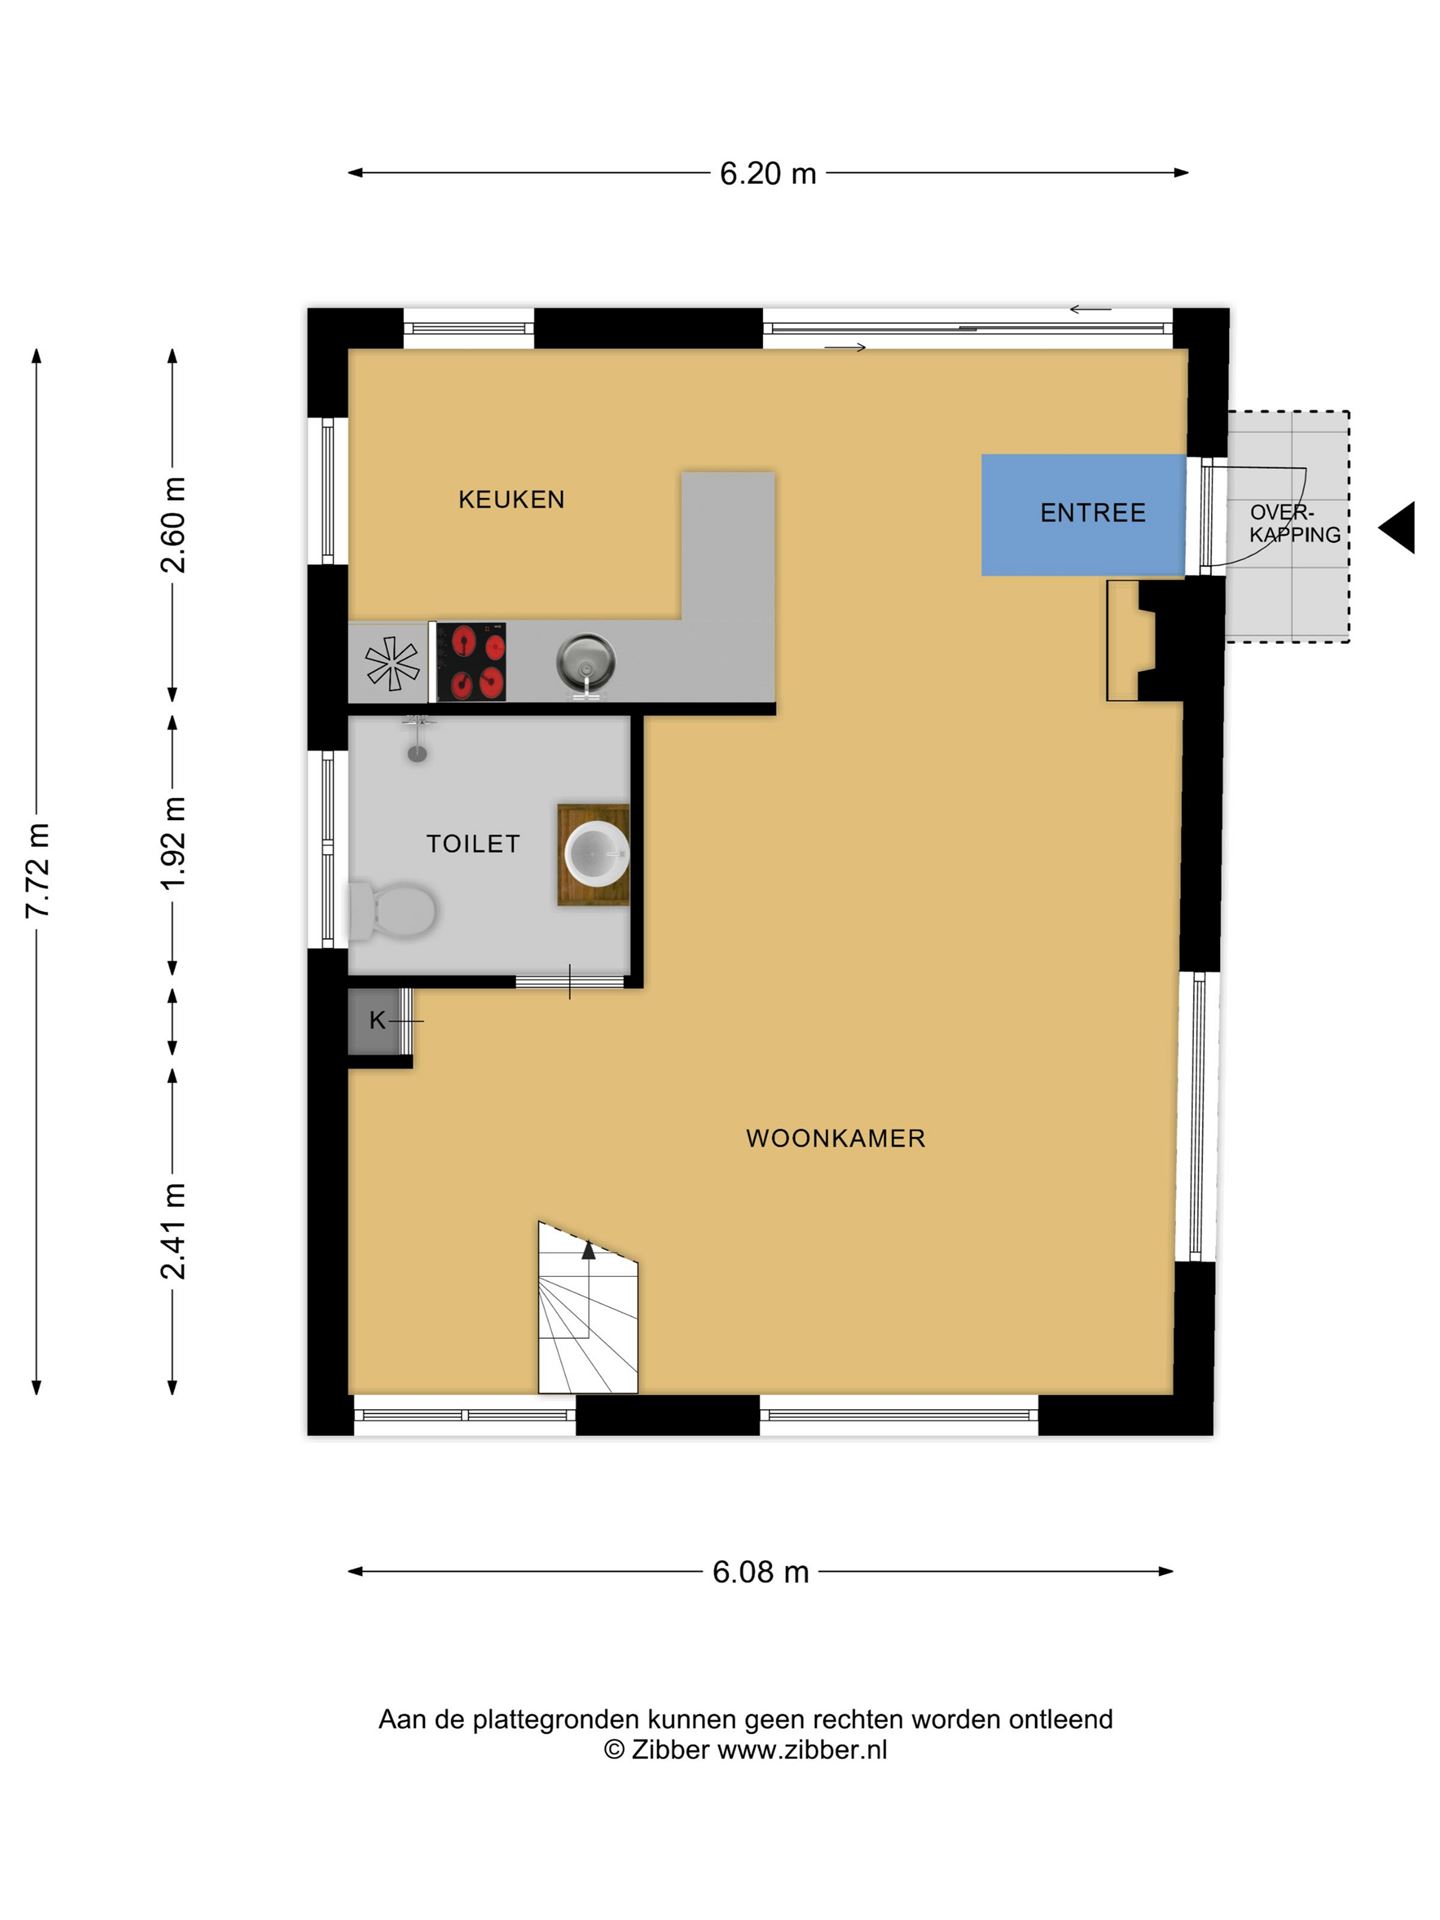 6.20 m
KEUKEN
ENTREE
OVER-
KAPPING
2.60 m
7.72 m
1.92 m
TOILET
K
WOONKAMER
2.41 m
6.08 m
Aan de plattegronden kunnen geen rechten worden ontleend
© Zibber www.zibber.nl